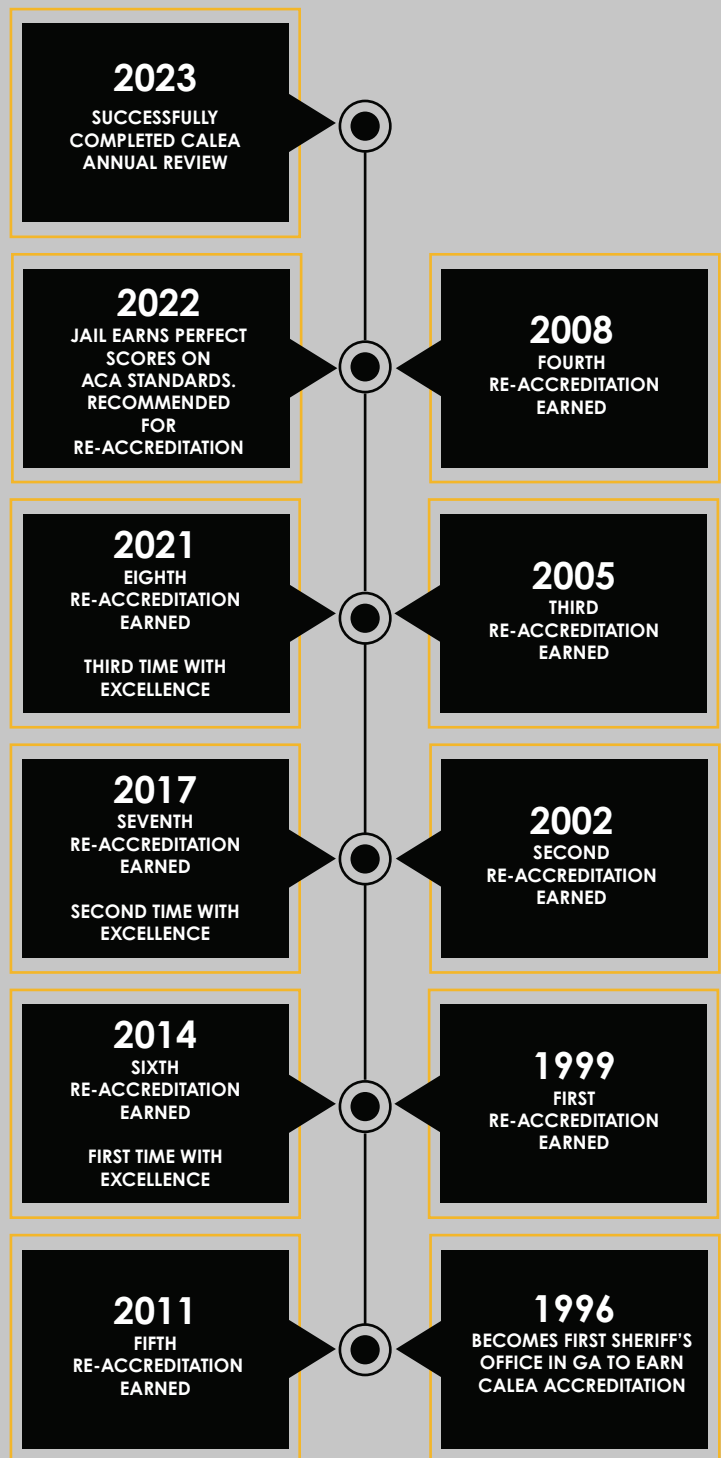 2023
SUCCESSFULLY
COMPLETED CALEA
ANNUAL REVIEW
2022
JAIL EARNS PERFECT
SCORES ON
ACA STANDARDS.
RECOMMENDED
FOR
RE-ACCREDITATION
2008
FOURTH
RE-ACCREDITATION
EARNED
2021
EIGHTH
RE-ACCREDITATION
EARNED
THIRD TIME WITH
EXCELLENCE
2005
THIRD
RE-ACCREDITATION
EARNED
2017
SEVENTH
RE-ACCREDITATION
EARNED
SECOND TIME WITH
EXCELLENCE
2002
SECOND
RE-ACCREDITATION
EARNED
2014
SIXTH
RE-ACCREDITATION
EARNED
FIRST TIME WITH
EXCELLENCE
1999
FIRST
RE-ACCREDITATION
EARNED
2011
FIFTH
RE-ACCREDITATION
EARNED
1996
BECOMES FIRST SHERIFF'S
OFFICE IN GA TO EARN
CALEA ACCREDITATION